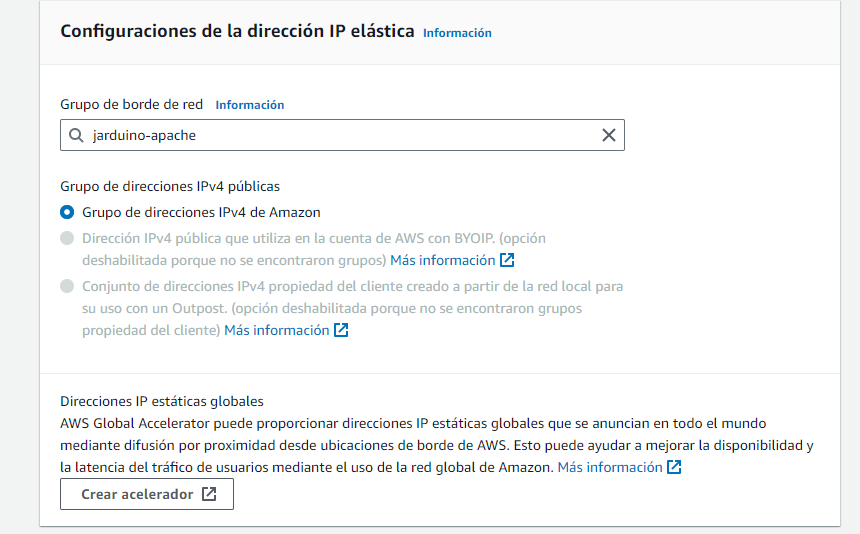 Configuraciones de la dirección IP elástica Información
Grupo de borde de red Información
jarduino-apache
Grupo de direcciones IPv4 públicas
Grupo de direcciones IPv4 de Amazon
Dirección IPv4 pública que utiliza en la cuenta de AWS con BYOIP. (opción
deshabilitada porque no se encontraron grupos) Más información
Conjunto de direcciones IPv4 propiedad del cliente creado a partir de la red local para
su uso con un Outpost. (opción deshabilitada porque no se encontraron grupos
propiedad del cliente) Más información
Direcciones IP estáticas globales
AWS Global Accelerator puede proporcionar direcciones IP estáticas globales que se anuncian en todo el mundo
mediante difusión por proximidad desde ubicaciones de borde de AWS. Esto puede ayudar a mejorar la disponibilidad y
la latencia del tráfico de usuarios mediante el uso de la red global de Amazon. Más información
Crear acelerador